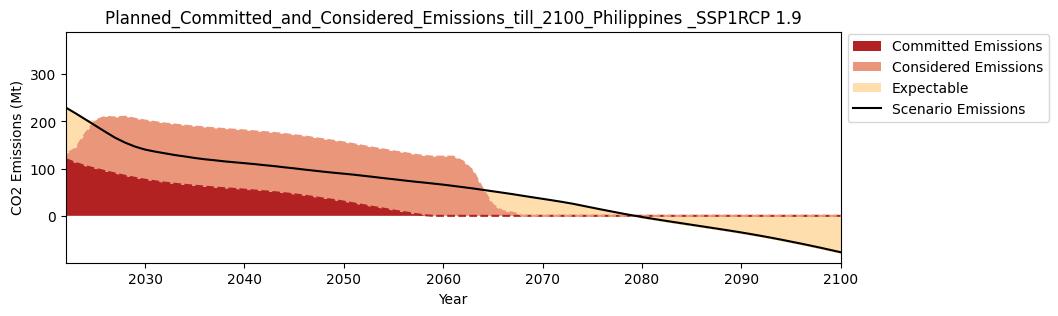 Planned_Committed_and_Considered_Emissions_till_2100_Philippines _SSP1RCP 1.9
CO2 Emissions (Mt)
300
200
100
0
2030 2040 2050 2060 2070 2080 2090 2100
Year
Committed Emissions
Considered Emissions
Expectable
Scenario Emissions